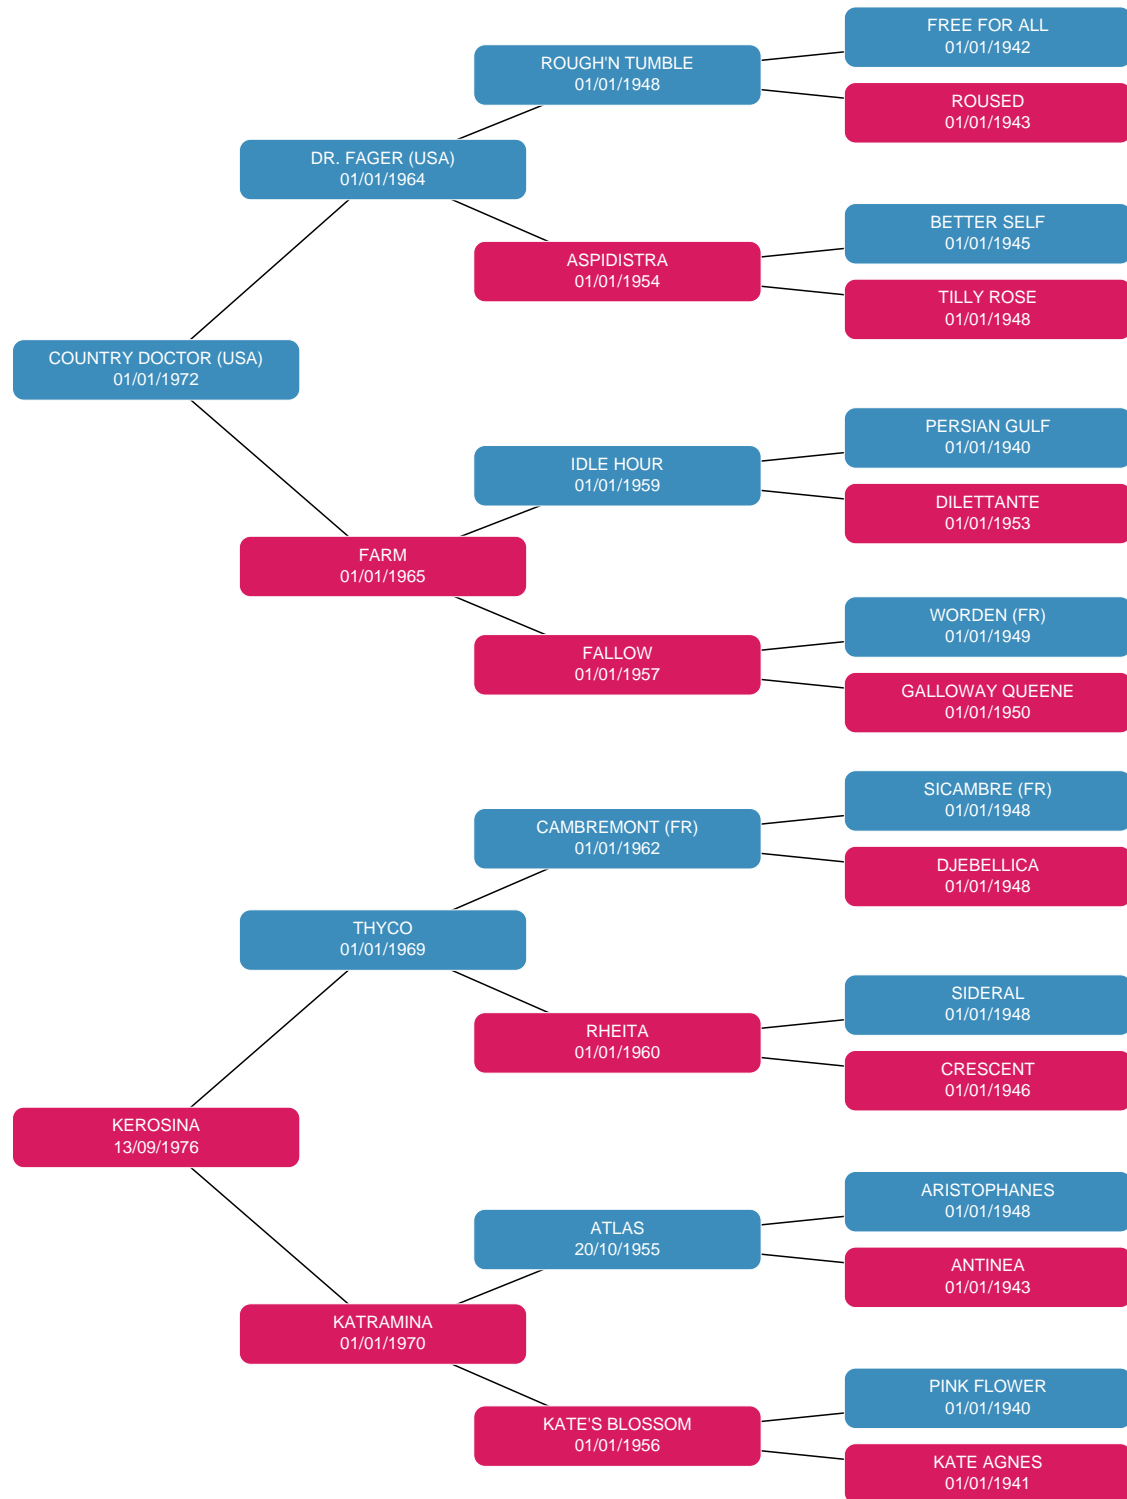 FREE FOR ALL
01/01/1942
ROUGH'N TUMBLE
01/01/1948
ROUSED
01/01/1943
DR. FAGER (USA)
01/01/1964
BETTER SELF
01/01/1945
ASPIDISTRA
01/01/1954
TILLY ROSE
01/01/1948
COUNTRY DOCTOR (USA)
01/01/1972
PERSIAN GULF
01/01/1940
IDLE HOUR
01/01/1959
DILETTANTE
01/01/1953
FARM
01/01/1965
WORDEN (FR)
01/01/1949
FALLOW
01/01/1957
GALLOWAY QUEENE
01/01/1950
SICAMBRE (FR)
01/01/1948
CAMBREMONT (FR)
01/01/1962
DJEBELLICA
01/01/1948
THYCO
01/01/1969
SIDERAL
01/01/1948
RHEITA
01/01/1960
CRESCENT
01/01/1946
KEROSINA
13/09/1976
ARISTOPHANES
01/01/1948
ATLAS
20/10/1955
ANTINEA
01/01/1943
KATRAMINA
01/01/1970
PINK FLOWER
01/01/1940
KATE'S BLOSSOM
01/01/1956
KATE AGNES
01/01/1941